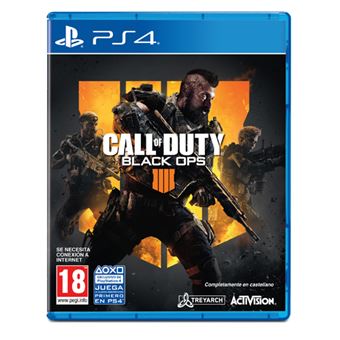 PS4
CALL OF DUTY
BLACK OPS
IIII
SE NECESITA
CONEXIÓN A
INTERNET
18
www.pegi.info
JUEGA
PRIMERO EN
PS4
Completamente en castellano
TREYARCH
ACTIVISION